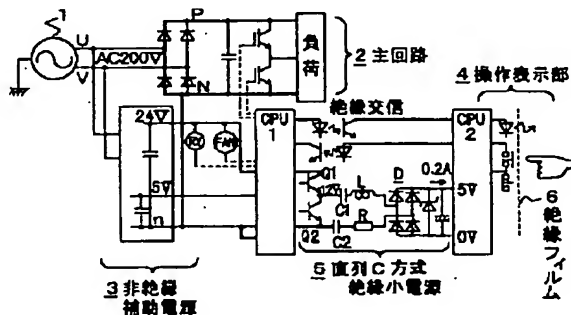 1
U
V
AC200V
P
N
負荷
2 主回路
4 操作表示部
絶縁交信
24V
RY
FAN
CPU
1
CPU
2
Q1
12V
L
D
0.2A
5V
C1
R
5V
n
Q2
C2
0V
6 絶縁フィルム
5 直列C方式
絶縁小電源
3 非絶縁
補助電源